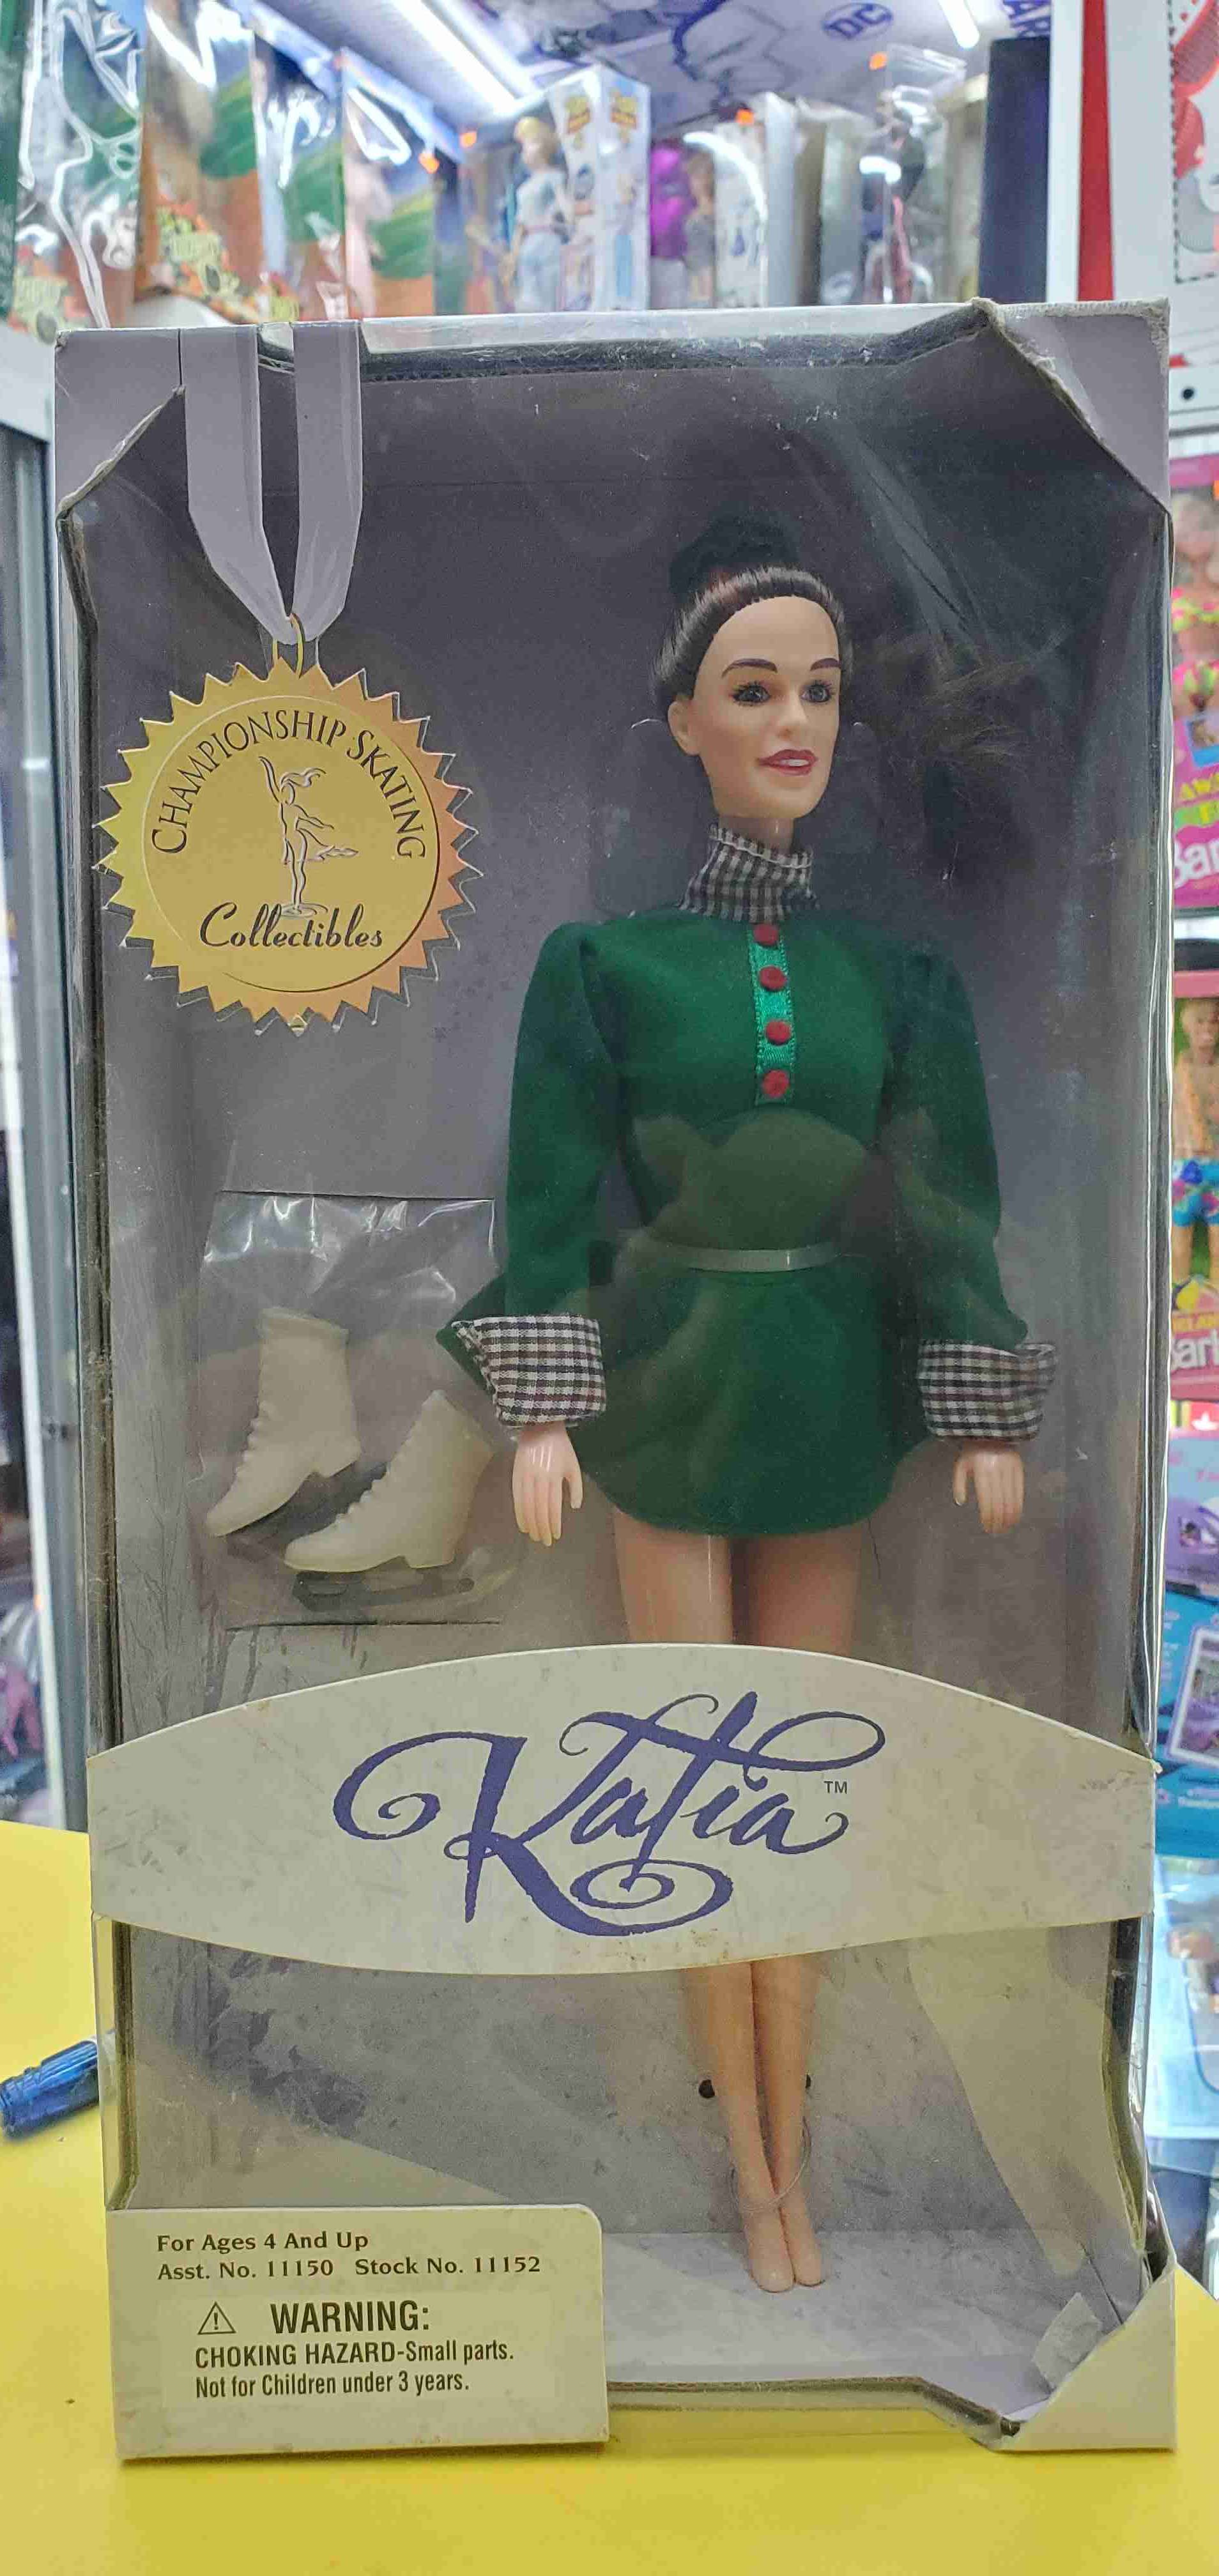 DC
CHAMPIONSHIP SKATING
Collectibles
Katia™
For Ages 4 And Up
Asst. No. 11150 Stock No. 11152
WARNING:
CHOKING HAZARD-Small parts.
Not for Children under 3 years.